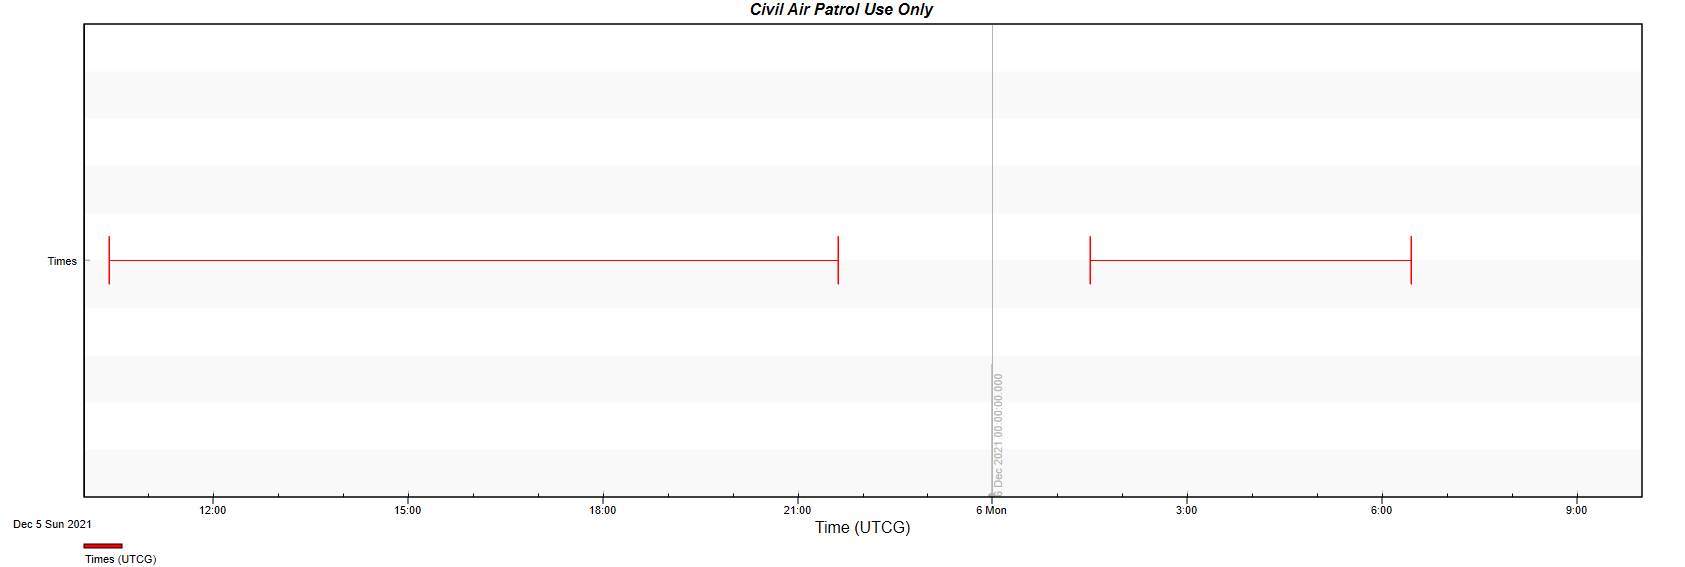 Civil Air Patrol Use Only
Times
6 Dec 2021 00:00:00.000
12:00
15:00
18:00
21:00
6 Mon
3:00
6:00
9:00
Dec 5 Sun 2021
Time (UTCG)
Times (UTCG)